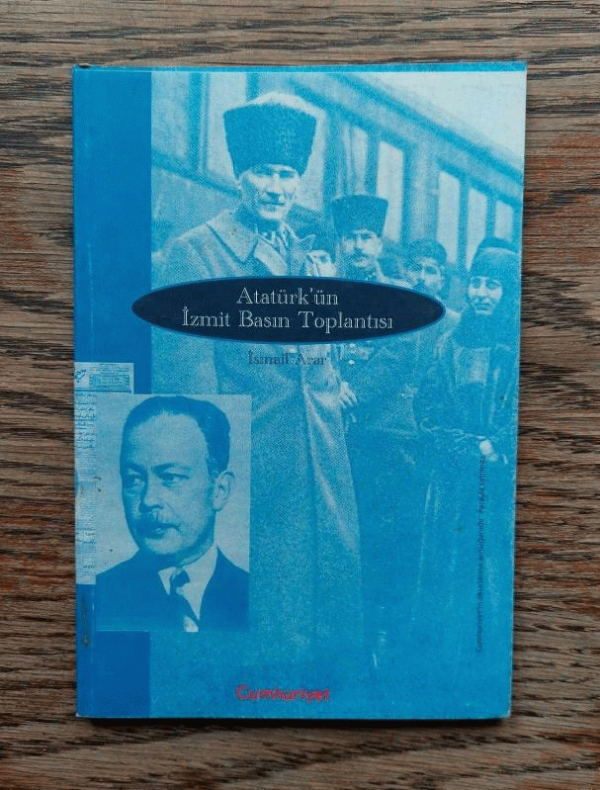 Atatürk'ün
İzmit Basın Toplantısı
İsmail Arar
Cumhuriyet